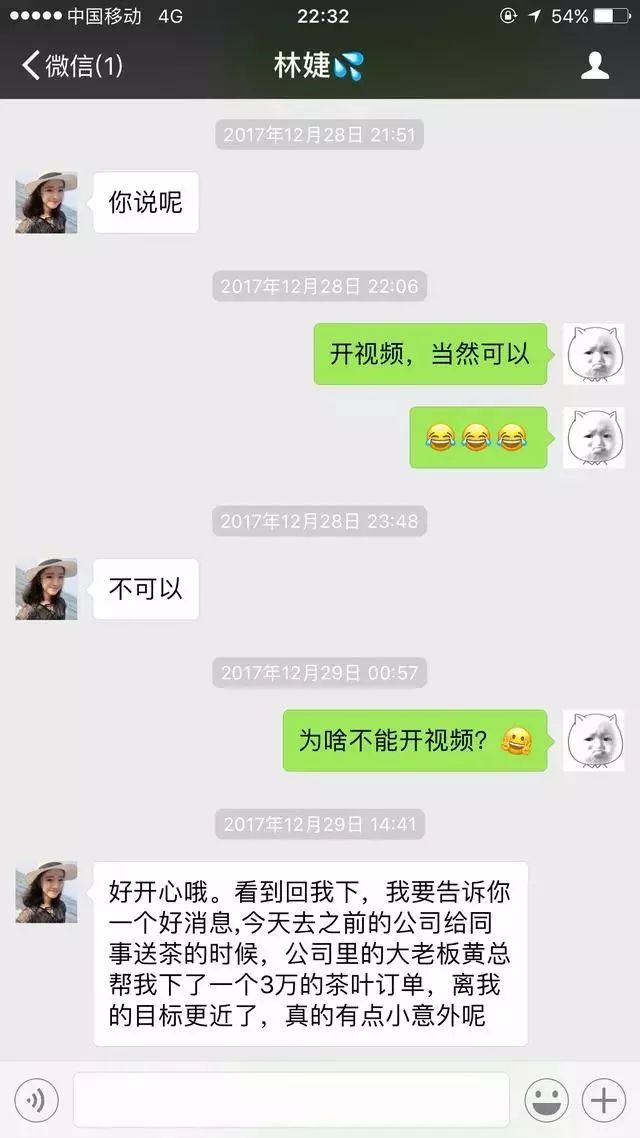 中国移动 4G 22:32 54%
微信(1) 林婕💦
2017年12月28日 21:51
你说呢
2017年12月28日 22:06
开视频，当然可以
😂😂😂
2017年12月28日 23:48
不可以
2017年12月29日 00:57
为啥不能开视频？🤗
2017年12月29日 14:41
好开心哦。看到回我下，我要告诉你
一个好消息,今天去之前的公司给同
事送茶的时候，公司里的大老板黄总
帮我下了一个3万的茶叶订单，离我
的目标更近了，真的有点小意外呢